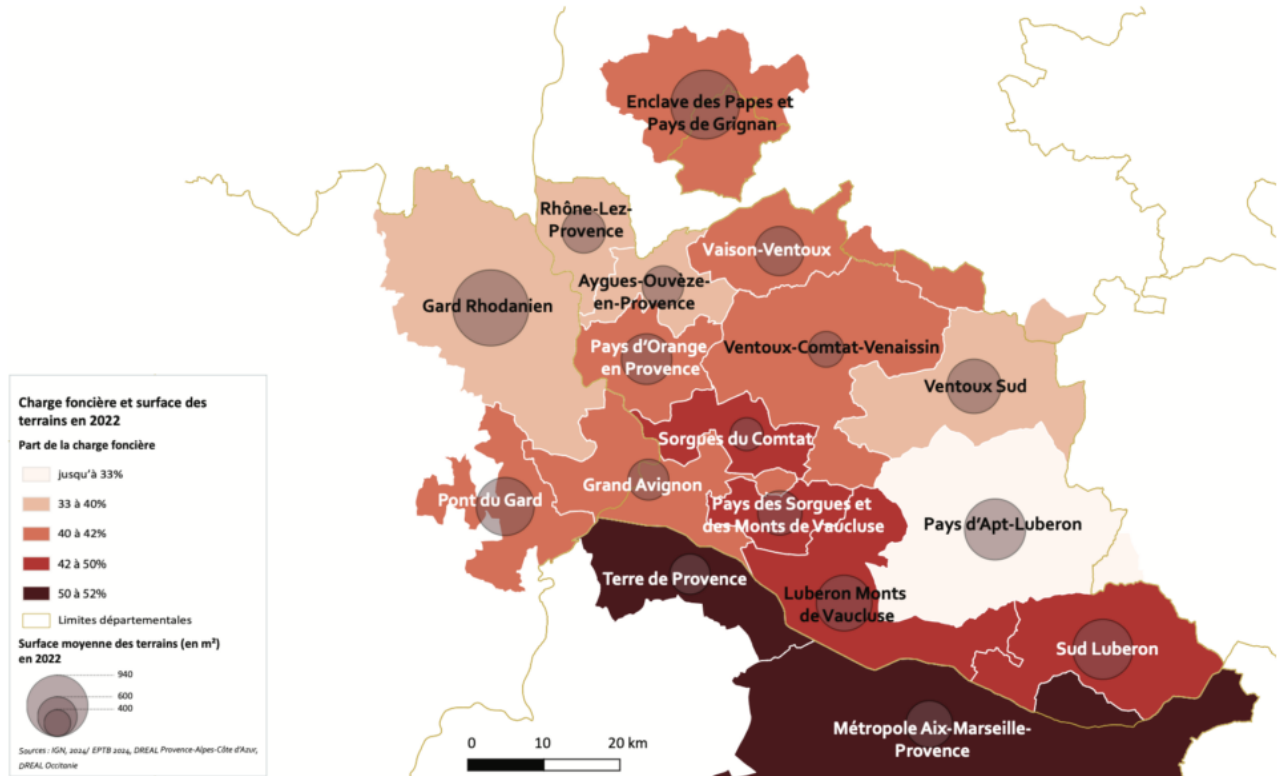 Enclave des Papes et
Pays de Grignan
Rhône-Lez-
Provence
Vaison-Ventoux
Aygues-Ouvèze-
en-Provence
Gard Rhodanien
Pays d'Orange
en Provence
Ventoux-Comtat-Venaissin
Ventoux Sud
Sorgues du Comtat
Grand Avignon
Pont du Gard
Pays des Sorgues et
des Monts de Vaucluse
Pays d'Apt-Luberon
Terre de Provence
Luberon Monts
de Vaucluse
Sud Luberon
Métropole Aix-Marseille-
Provence
Charge foncière et surface des
terrains en 2022
Part de la charge foncière
jusqu'à 33%
33 à 40%
40 à 42%
42 à 50%
50 à 52%
Limites départementales
Surface moyenne des terrains (en m²)
en 2022
940
600
400
Sources : IGN, 2024/ EPTB 2024, DREAL Provence-Alpes-Côte d'Azur,
DREAL Occitanie
0 10 20 km